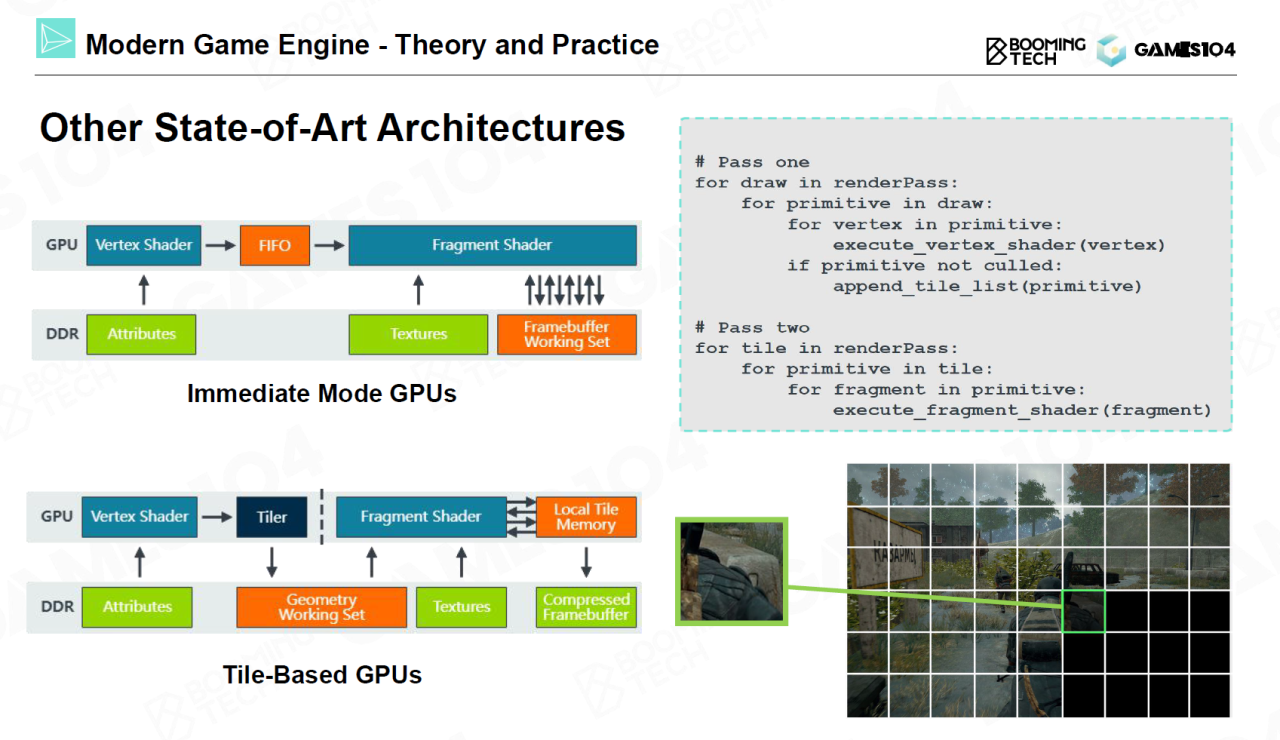 Modern Game Engine - Theory and Practice
BOOMING
TECH
GAMES104
Other State-of-Art Architectures
GPU
Vertex Shader
FIFO
Fragment Shader
DDR
Attributes
Textures
Framebuffer
Working Set
Immediate Mode GPUs
GPU
Vertex Shader
Tiler
Fragment Shader
Local Tile
Memory
DDR
Attributes
Geometry
Working Set
Textures
Compressed
Framebuffer
Tile-Based GPUs
# Pass one
for draw in renderPass:
    for primitive in draw:
        for vertex in primitive:
            execute_vertex_shader(vertex)
        if primitive not culled:
            append_tile_list(primitive)
# Pass two
for tile in renderPass:
    for primitive in tile:
        for fragment in primitive:
            execute_fragment_shader(fragment)
КАЗАРМЫ